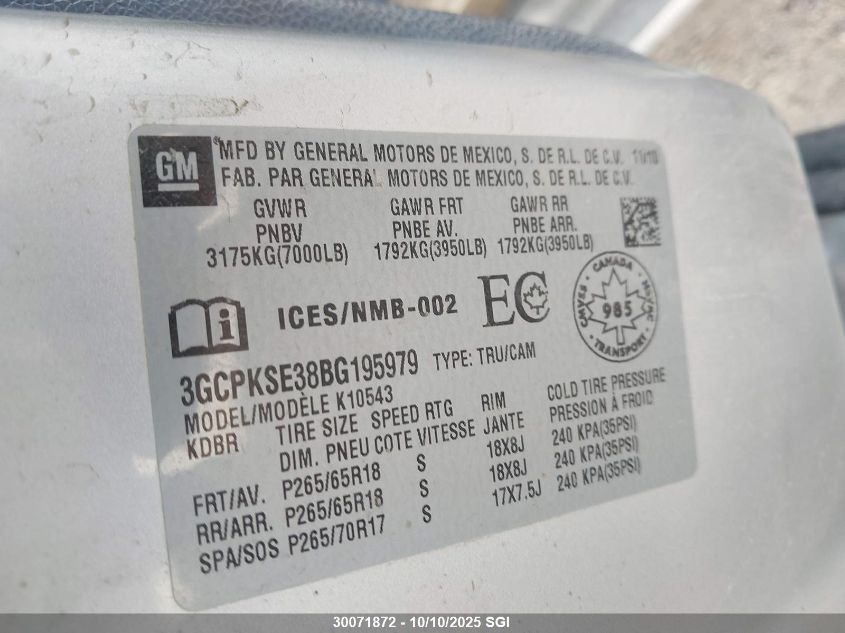 GM
MFD BY GENERAL MOTORS DE MEXICO, S. DE R.L. DE C.V. 11/10
FAB. PAR GENERAL MOTORS DE MEXICO, S. DE R.L. DE C.V.
GVWR GAWR FRT GAWR RR
PNBV PNBE AV. PNBE ARR.
3175KG(7000LB) 1792KG(3950LB) 1792KG(3950LB)
ICES/NMB-002 EC
CANADA
CMVSS 985 NSVAC
TRANSPORT
3GCPKSE38BG195979 TYPE: TRU/CAM
MODEL/MODÈLE K10543
KDBR TIRE SIZE SPEED RTG RIM COLD TIRE PRESSURE
DIM. PNEU COTE VITESSE JANTE PRESSION À FROID
FRT/AV. P265/65R18 S 18X8J 240 KPA(35PSI)
RR/ARR. P265/65R18 S 18X8J 240 KPA(35PSI)
SPA/SOS P265/70R17 S 17X7.5J 240 KPA(35PSI)
30071872 - 10/10/2025 SGI